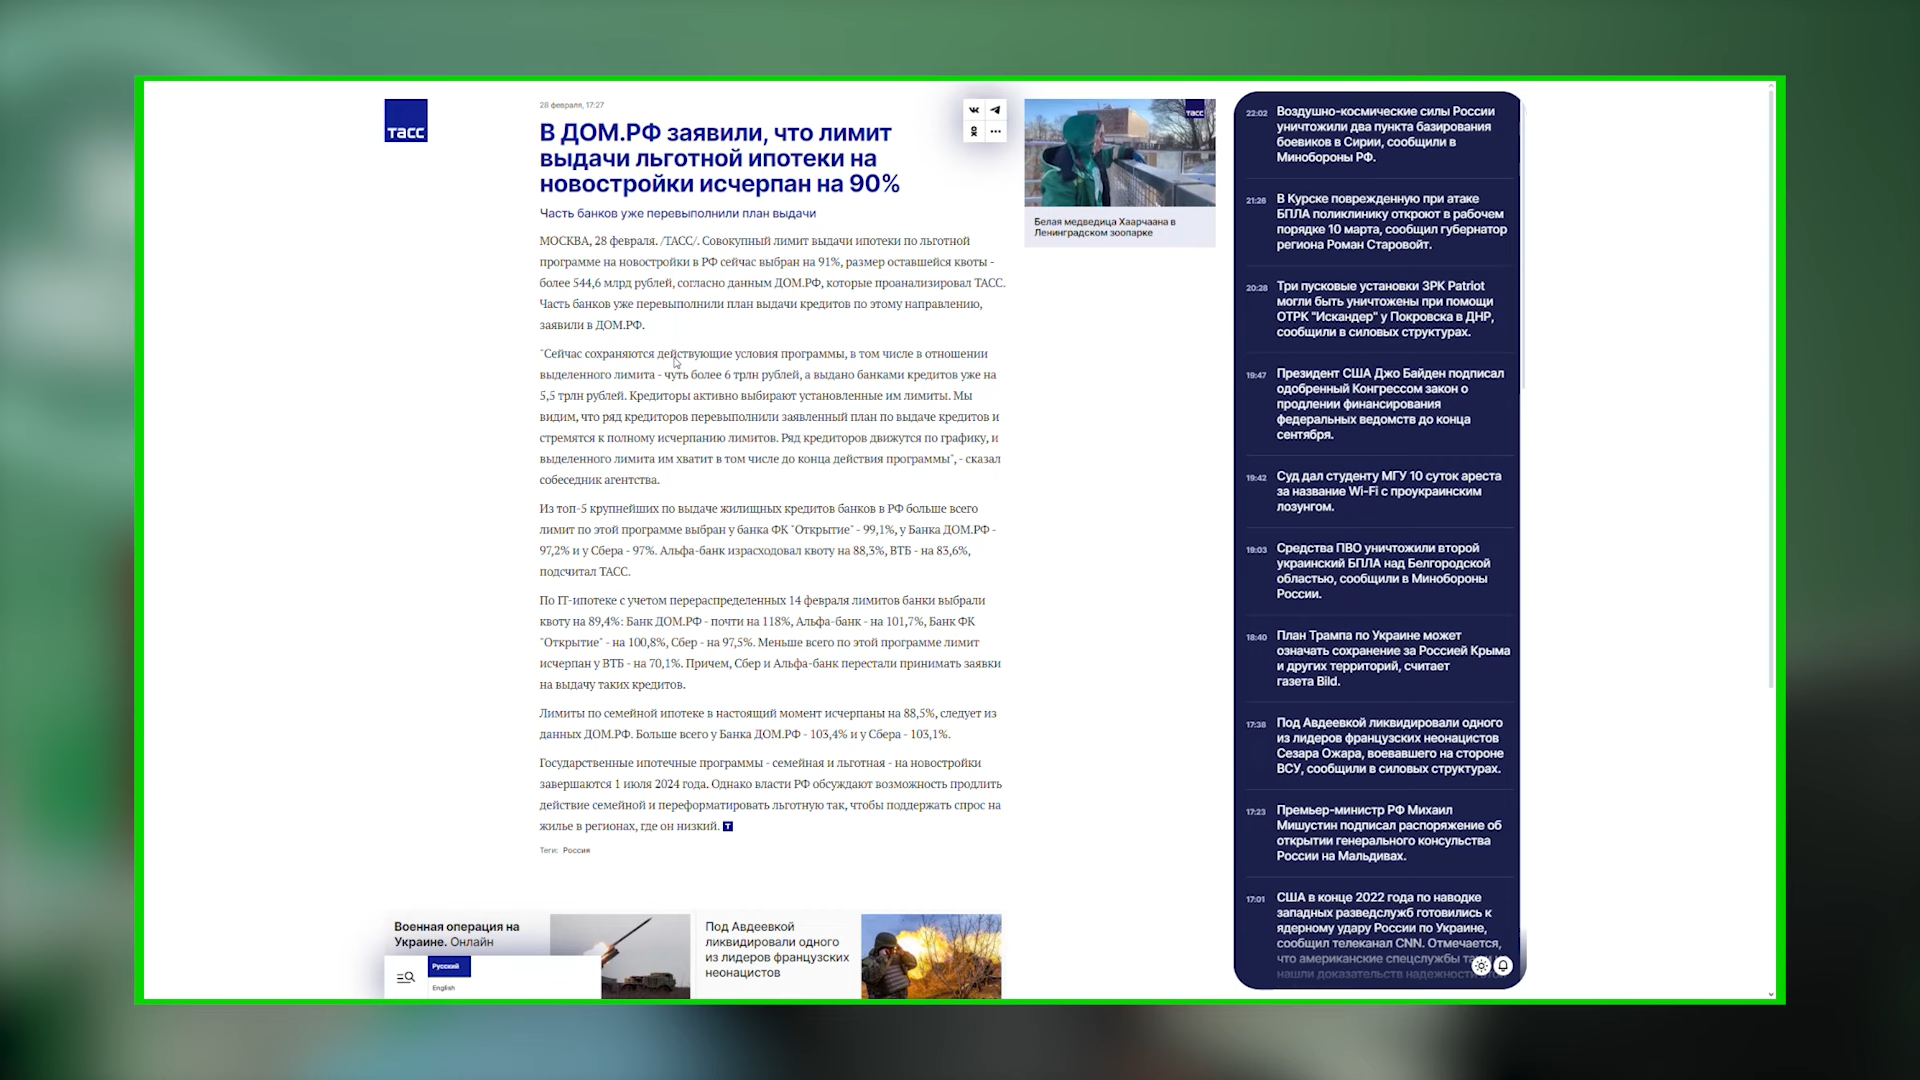 тасс
28 февраля, 17:27
В ДОМ.РФ заявили, что лимит
выдачи льготной ипотеки на
новостройки исчерпан на 90%
Часть банков уже перевыполнили план выдачи
МОСКВА, 28 февраля. /ТАСС/. Совокупный лимит выдачи ипотеки по льготной
программе на новостройки в РФ сейчас выбран на 91%, размер оставшейся квоты -
более 544,6 млрд рублей, согласно данным ДОМ.РФ, которые проанализировал ТАСС.
Часть банков уже перевыполнили план выдачи кредитов по этому направлению,
заявили в ДОМ.РФ.
"Сейчас сохраняются действующие условия программы, в том числе в отношении
выделенного лимита - чуть более 6 трлн рублей, а выдано банками кредитов уже на
5,5 трлн рублей. Кредиторы активно выбирают установленные им лимиты. Мы
видим, что ряд кредиторов перевыполнили заявленный план по выдаче кредитов и
стремятся к полному исчерпанию лимитов. Ряд кредиторов движутся по графику, и
выделенного лимита им хватит в том числе до конца действия программы", - сказал
собеседник агентства.
Из топ-5 крупнейших по выдаче жилищных кредитов банков в РФ больше всего
лимит по этой программе выбран у банка ФК "Открытие" - 99,1%, у Банка ДОМ.РФ -
97,2% и у Сбера - 97%. Альфа-банк израсходовал квоту на 88,3%, ВТБ - на 83,6%,
подсчитал ТАСС.
По IT-ипотеке с учетом перераспределенных 14 февраля лимитов банки выбрали
квоту на 89,4%: Банк ДОМ.РФ - почти на 118%, Альфа-банк - на 101,7%, Банк ФК
"Открытие" - на 100,8%, Сбер - на 97,5%. Меньше всего по этой программе лимит
исчерпан у ВТБ - на 70,1%. Причем, Сбер и Альфа-банк перестали принимать заявки
на выдачу таких кредитов.
Лимиты по семейной ипотеке в настоящий момент исчерпаны на 88,5%, следует из
данных ДОМ.РФ. Больше всего у Банка ДОМ.РФ - 103,4% и у Сбера - 103,1%.
Государственные ипотечные программы - семейная и льготная - на новостройки
завершаются 1 июля 2024 года. Однако власти РФ обсуждают возможность продлить
действие семейной и переформатировать льготную так, чтобы поддержать спрос на
жилье в регионах, где он низкий.
Теги: Россия
Военная операция на
Украине. Онлайн
Русский
English
Под Авдеевкой
ликвидировали одного
из лидеров французских
неонацистов
тасс
Белая медведица Хаарчаана в
Ленинградском зоопарке
22:02 Воздушно-космические силы России
уничтожили два пункта базирования
боевиков в Сирии, сообщили в
Минобороны РФ.
21:26 В Курске поврежденную при атаке
БПЛА поликлинику откроют в рабочем
порядке 10 марта, сообщил губернатор
региона Роман Старовойт.
20:28 Три пусковые установки ЗРК Patriot
могли быть уничтожены при помощи
ОТРК "Искандер" у Покровска в ДНР,
сообщили в силовых структурах.
19:47 Президент США Джо Байден подписал
одобренный Конгрессом закон о
продлении финансирования
федеральных ведомств до конца
сентября.
19:42 Суд дал студенту МГУ 10 суток ареста
за название Wi-Fi с проукраинским
лозунгом.
19:03 Средства ПВО уничтожили второй
украинский БПЛА над Белгородской
областью, сообщили в Минобороны
России.
18:40 План Трампа по Украине может
означать сохранение за Россией Крыма
и других территорий, считает
газета Bild.
17:38 Под Авдеевкой ликвидировали одного
из лидеров французских неонацистов
Сезара Ожара, воевавшего на стороне
ВСУ, сообщили в силовых структурах.
17:23 Премьер-министр РФ Михаил
Мишустин подписал распоряжение об
открытии генерального консульства
России на Мальдивах.
17:01 США в конце 2022 года по наводке
западных разведслужб готовились к
ядерному удару России по Украине,
сообщил телеканал CNN. Отмечается,
что американские спецслужбы
нашли доказательств